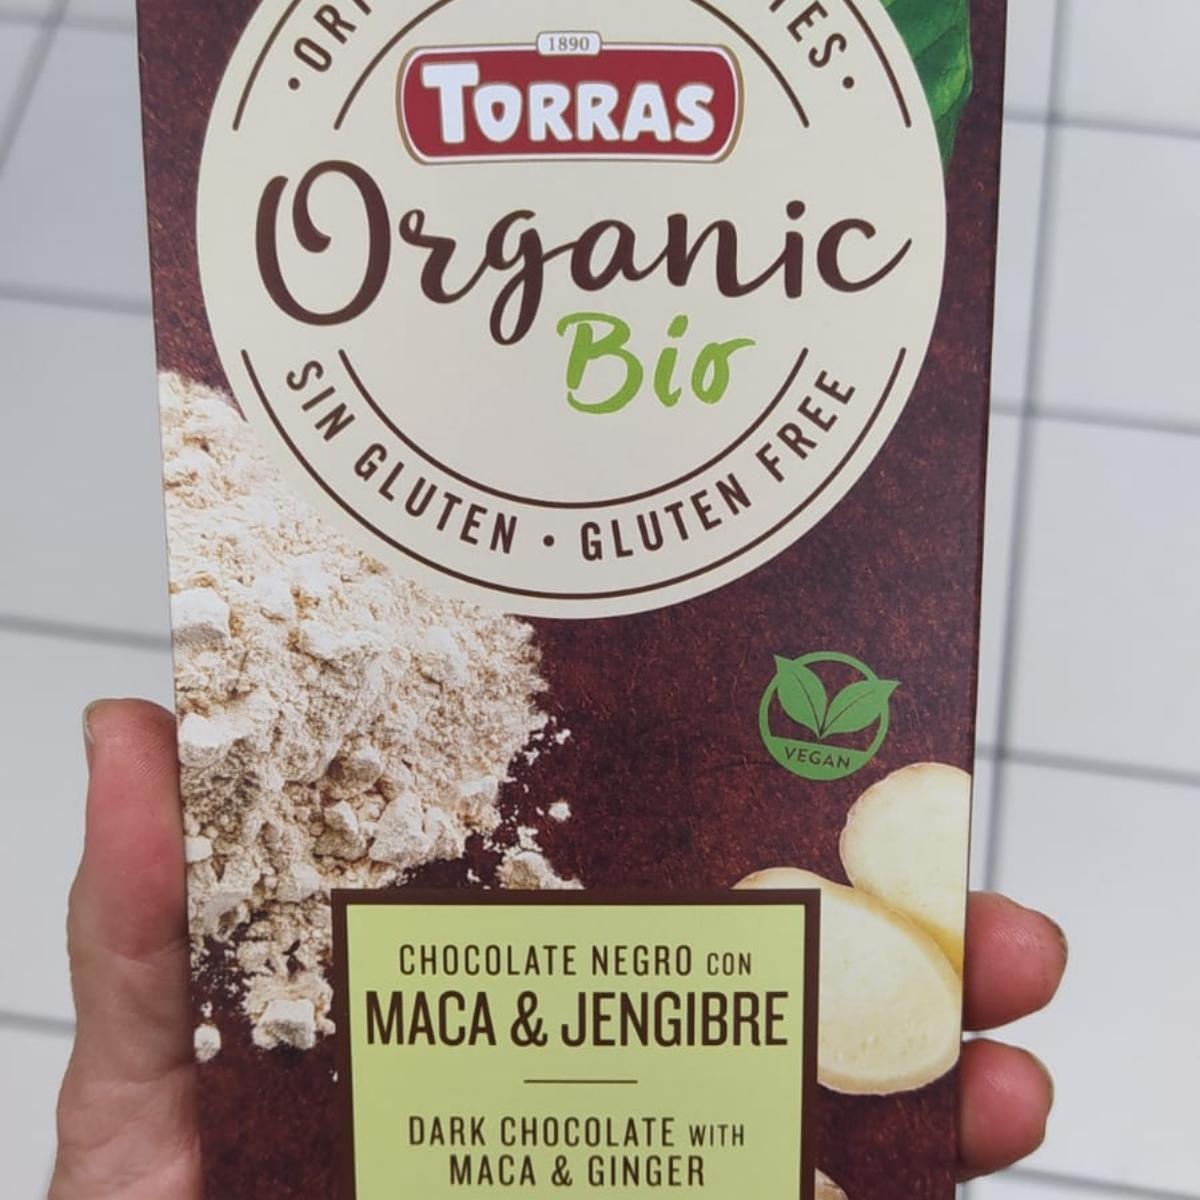 1890
TORRAS
Organic
Bio
SIN GLUTEN • GLUTEN FREE
VEGAN
CHOCOLATE NEGRO CON
MACA & JENGIBRE
DARK CHOCOLATE WITH
MACA & GINGER